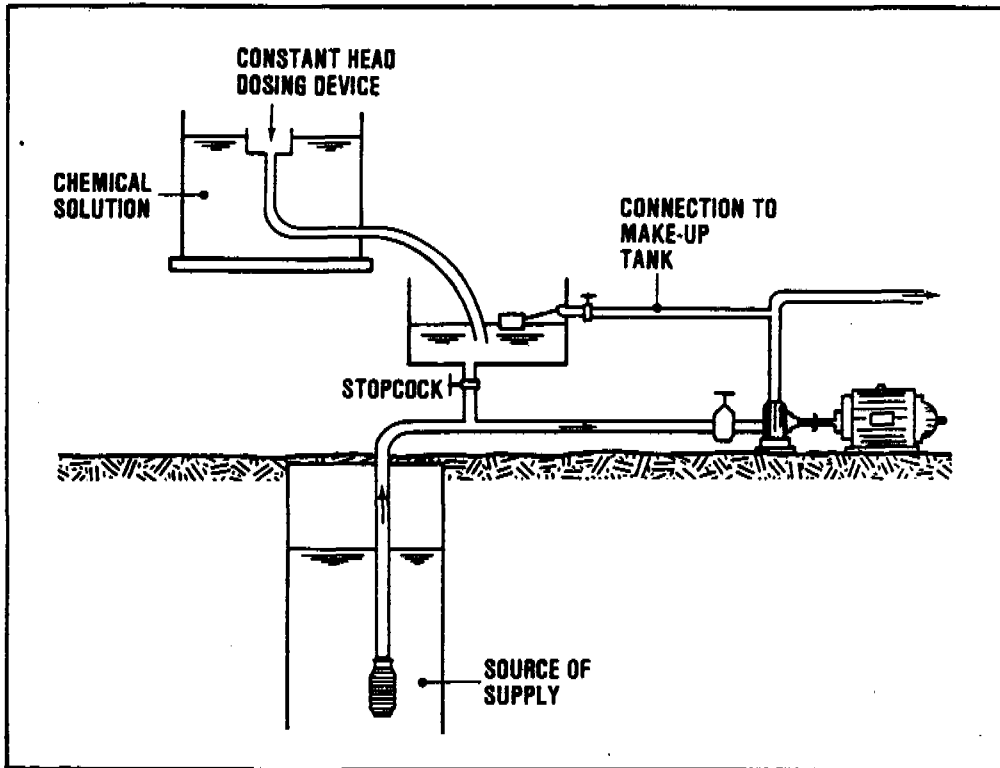 CONSTANT HEAD
DOSING DEVICE
CHEMICAL
SOLUTION
CONNECTION TO
MAKE-UP
TANK
STOPCOCK
SOURCE OF
SUPPLY